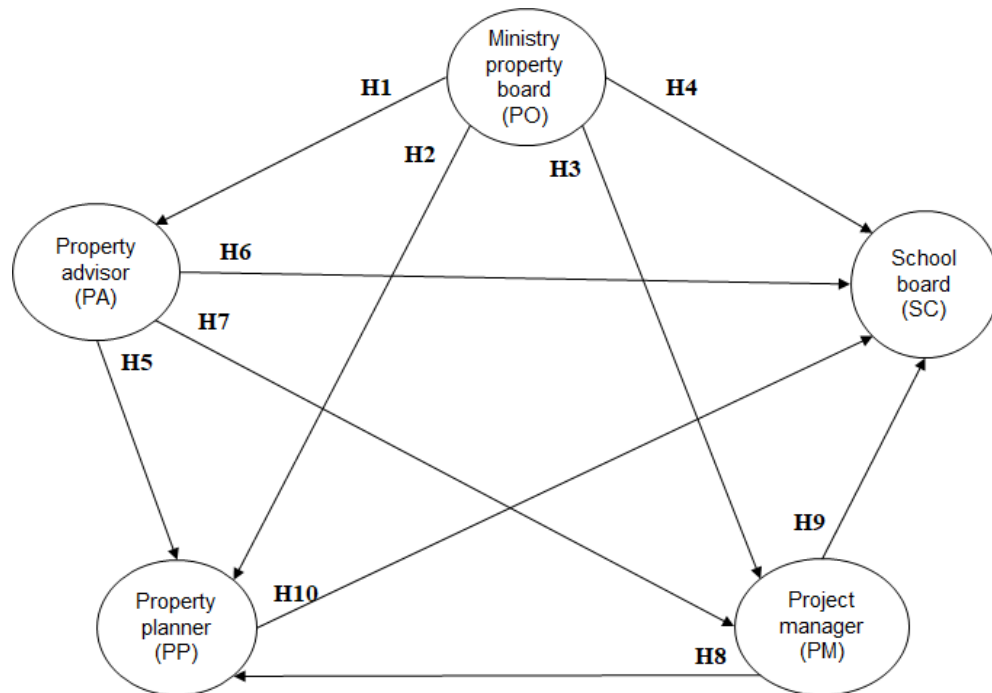 Ministry
property
board
(PO)
H1
H4
H2
H3
Property
advisor
(PA)
H6
School
board
(SC)
H7
H5
H9
H10
Property
planner
(PP)
Project
manager
(PM)
H8